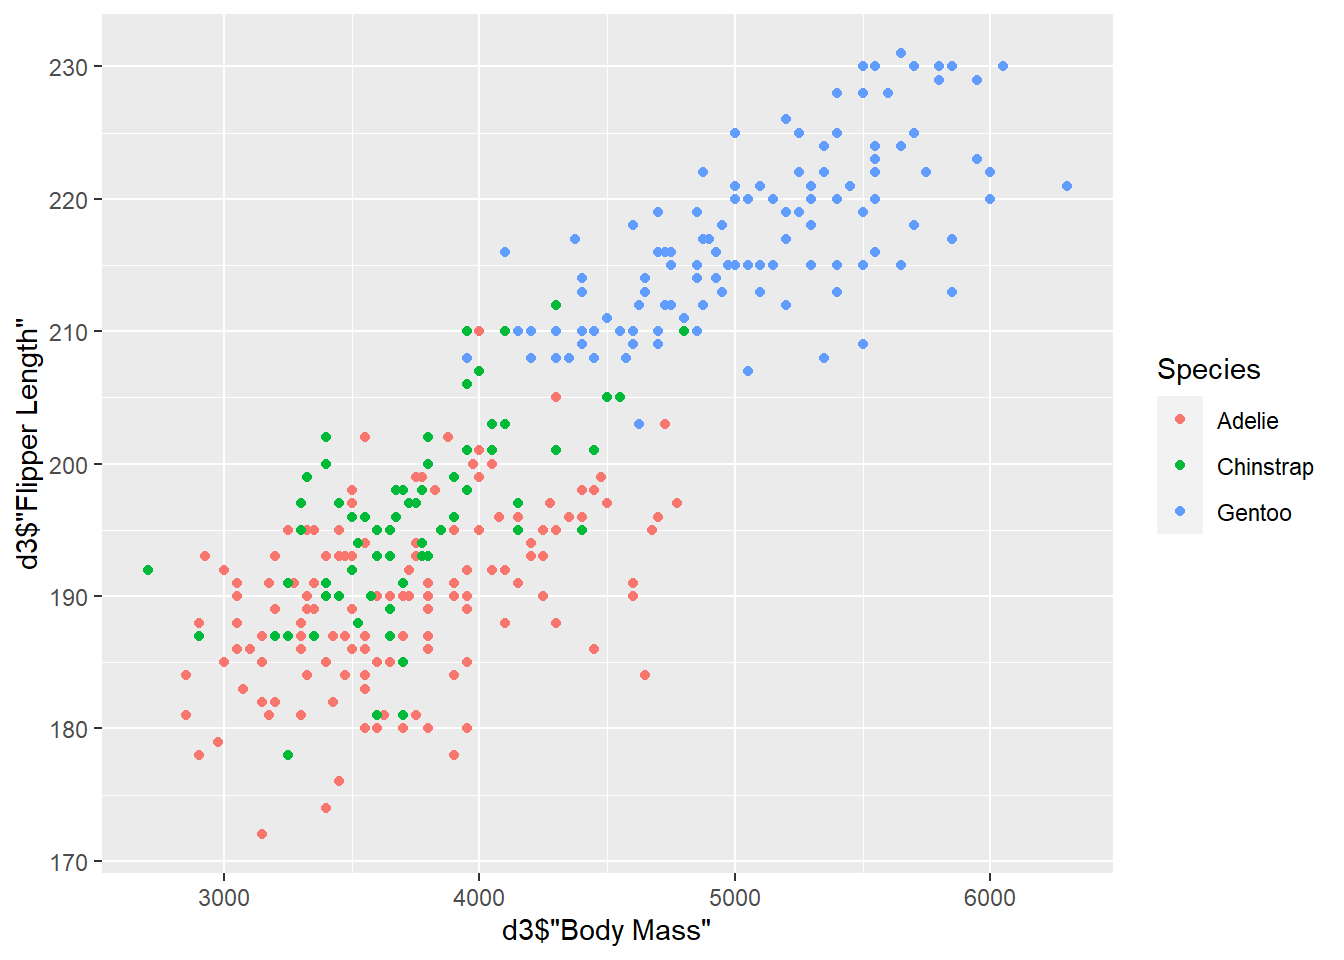 230
220
210
200
190
180
170
d3$"Flipper Length"
3000 4000 5000 6000
d3$"Body Mass"
Species
Adelie
Chinstrap
Gentoo